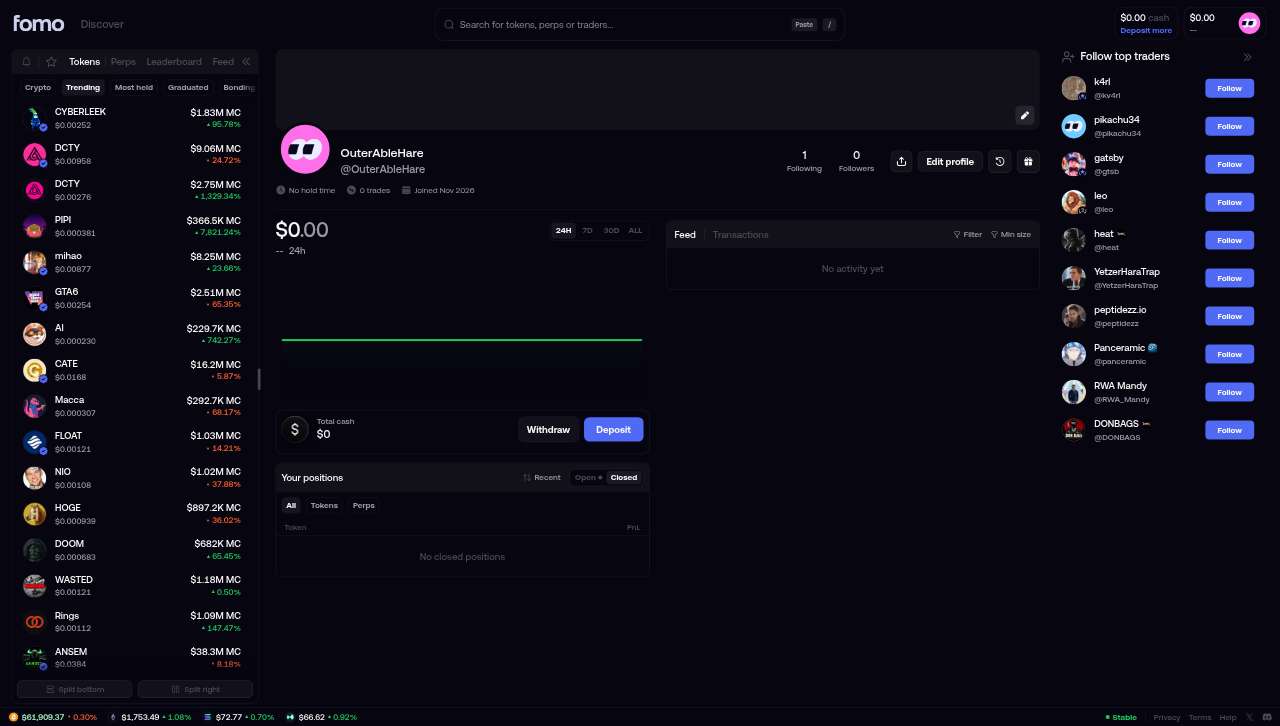 fomo
Discover
Search for tokens, perps or traders...
Paste
/
$0.00 cash
Deposit more
$0.00
—
Tokens Perps Leaderboard Feed
Crypto Trending Most held Graduated Bonding
CYBERLEEK $1.83M MC
$0.00252 95.78%
DCTY $9.06M MC
$0.00958 24.72%
DCTY $2.75M MC
$0.00276 1,329.34%
PIPI $366.5K MC
$0.000381 7,821.24%
mihao $8.25M MC
$0.00877 23.66%
GTA6 $2.51M MC
$0.00254 65.35%
AI $229.7K MC
$0.000230 742.27%
CATE $16.2M MC
$0.0168 5.87%
Macca $292.7K MC
$0.000307 68.17%
FLOAT $1.03M MC
$0.00121 14.21%
NIO $1.02M MC
$0.00108 37.88%
HOGE $897.2K MC
$0.000939 36.02%
DOOM $682K MC
$0.000683 65.45%
WASTED $1.18M MC
$0.00121 0.50%
Rings $1.09M MC
$0.00112 147.47%
ANSEM $38.3M MC
$0.0384 8.18%
Split bottom Split right
OuterAbleHare
@OuterAbleHare
1 Following
0 Followers
Edit profile
No hold time 0 trades Joined Nov 2026
$0.00
-- 24h
24H 7D 30D ALL
Total cash
$0
Withdraw Deposit
Your positions Recent Open Closed
All Tokens Perps
Token PnL
No closed positions
Feed Transactions Filter Min size
No activity yet
Follow top traders
k4rl
@kv4rl
Follow
pikachu34
@pikachu34
Follow
gatsby
@gtsb
Follow
leo
@leo
Follow
heat
@heat
Follow
YetzerHaraTrap
@YetzerHaraTrap
Follow
peptidezz.io
@peptidezz
Follow
Panceramic
@panceramic
Follow
RWA Mandy
@RWA_Mandy
Follow
DONBAGS
@DONBAGS
Follow
$61,909.37 0.30% $1,753.49 1.08% $72.77 0.70% $66.62 0.92%
Stable Privacy Terms Help